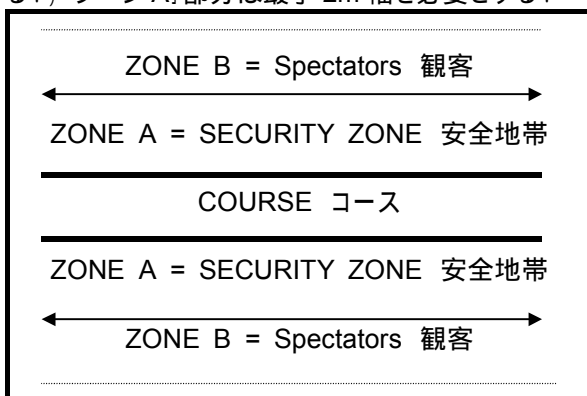 ZONE B = Spectators 観客
ZONE A = SECURITY ZONE 安全地帯
COURSE コース
ZONE A = SECURITY ZONE 安全地帯
ZONE B = Spectators 観客